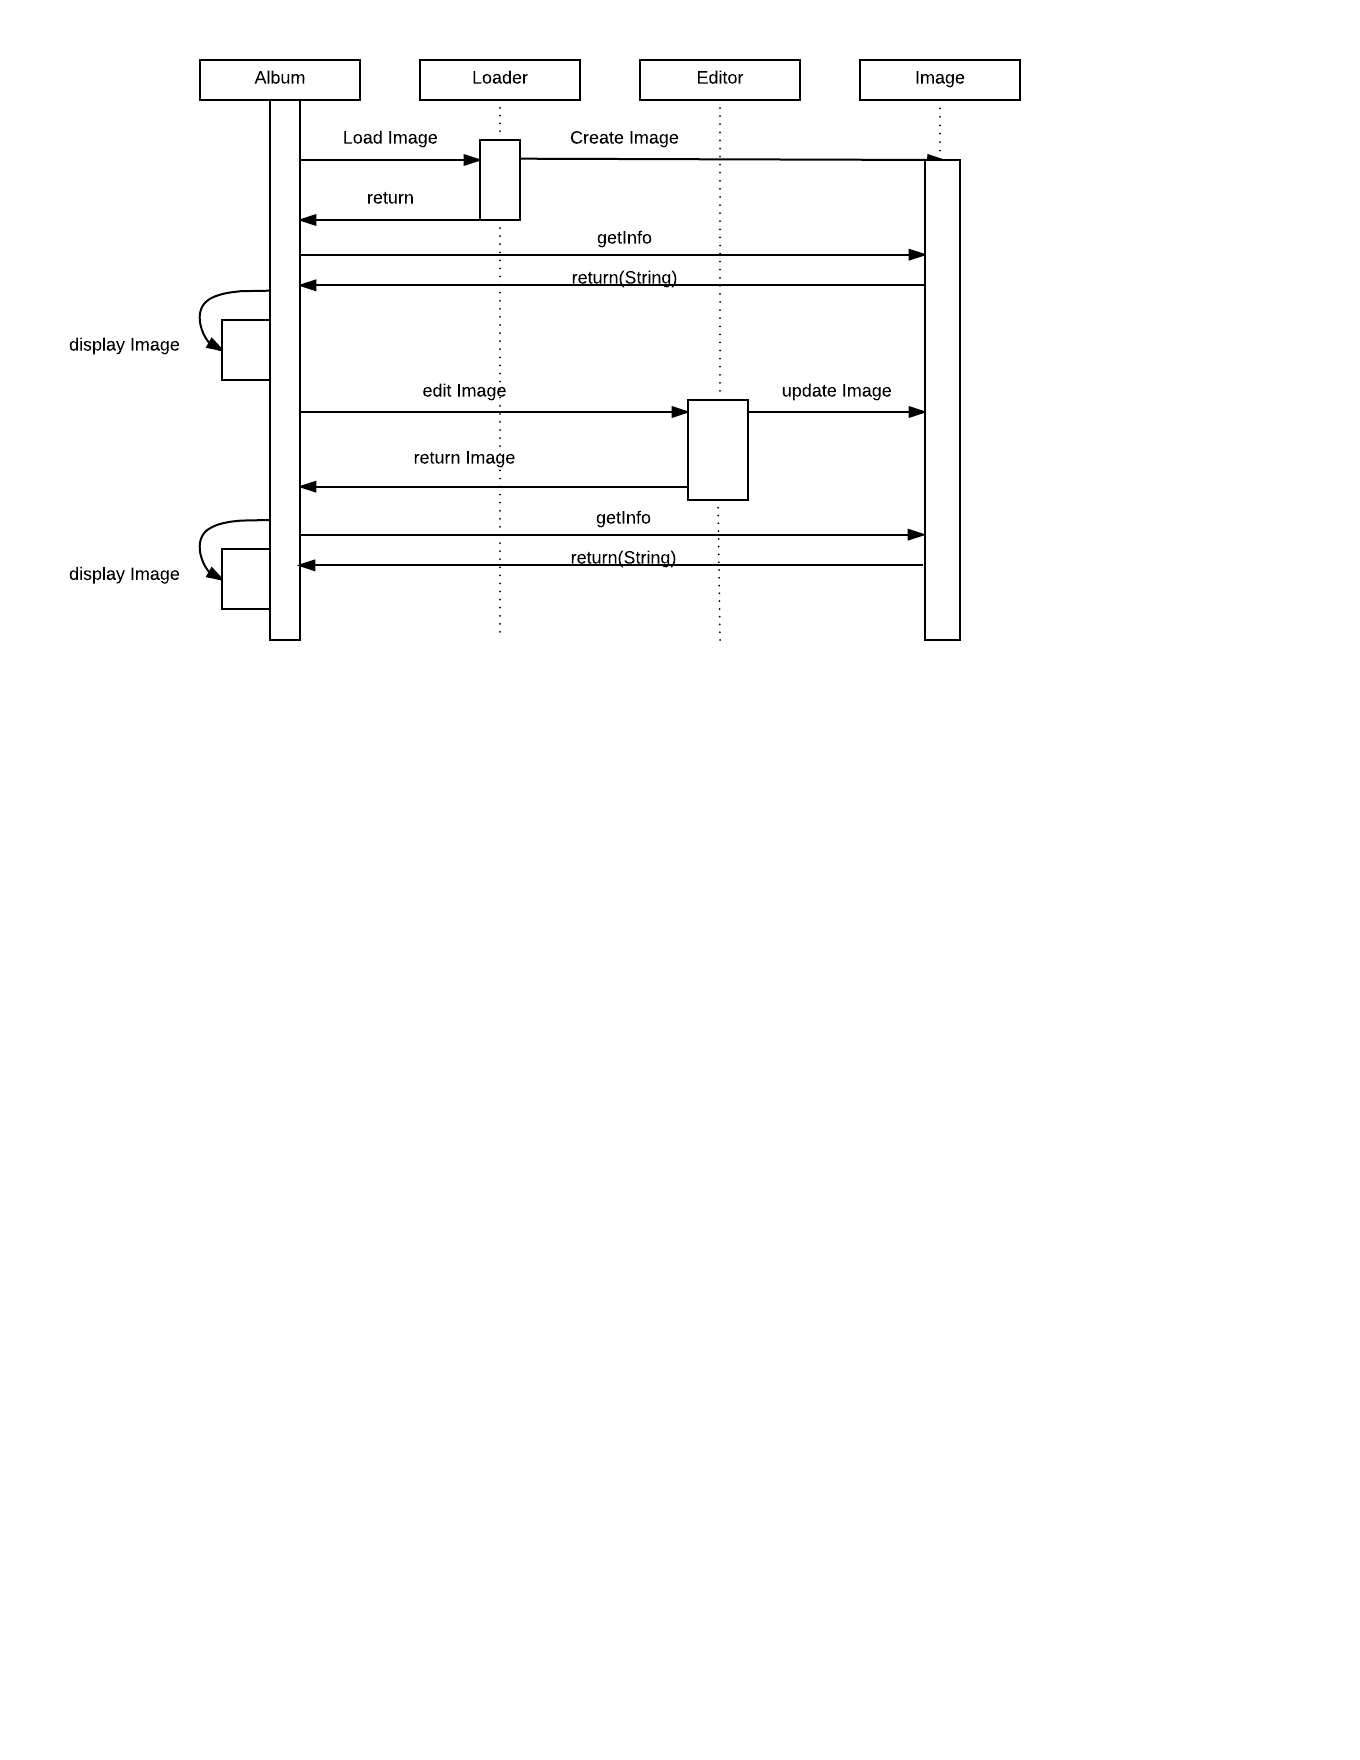 Album
Loader
Editor
Image
Load Image
Create Image
return
getInfo
return(String)
display Image
edit Image
update Image
return Image
getInfo
return(String)
display Image